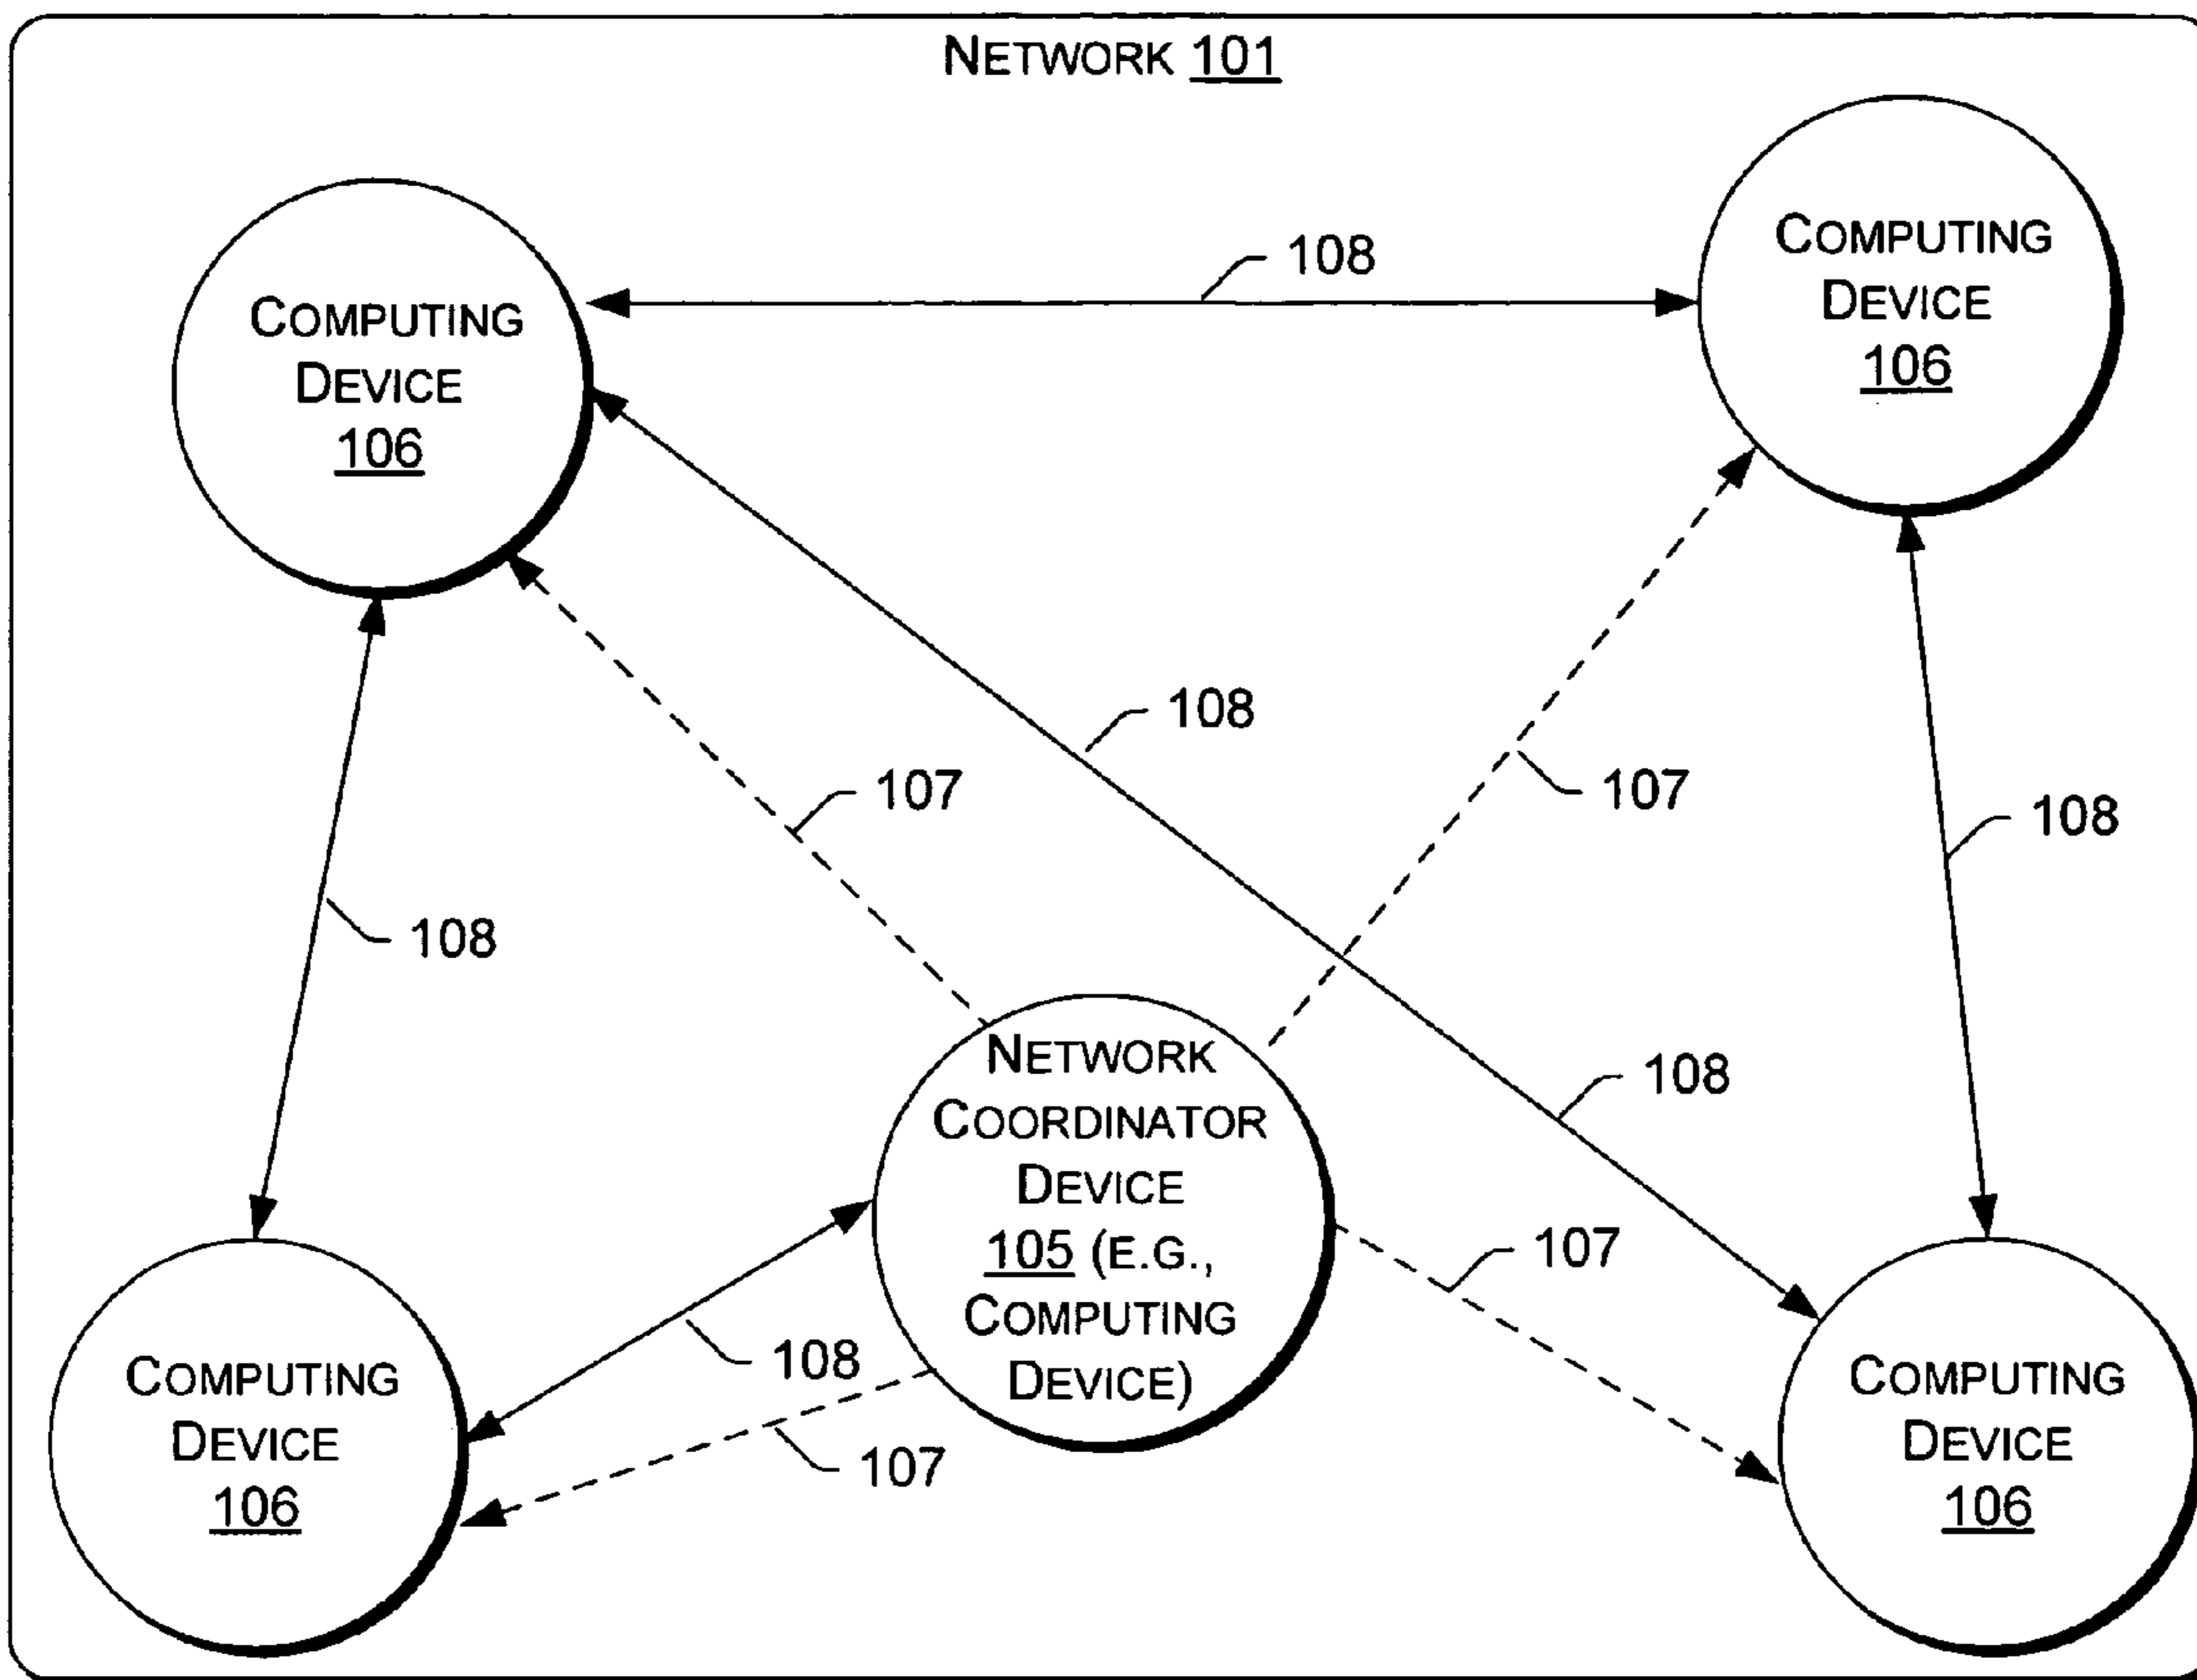 NETWORK 101
COMPUTING
DEVICE
106
COMPUTING
DEVICE
106
108
108
107
107
108
108
108
NETWORK
COORDINATOR
DEVICE
105 (E.G.,
COMPUTING
DEVICE)
107
108
107
COMPUTING
DEVICE
106
COMPUTING
DEVICE
106